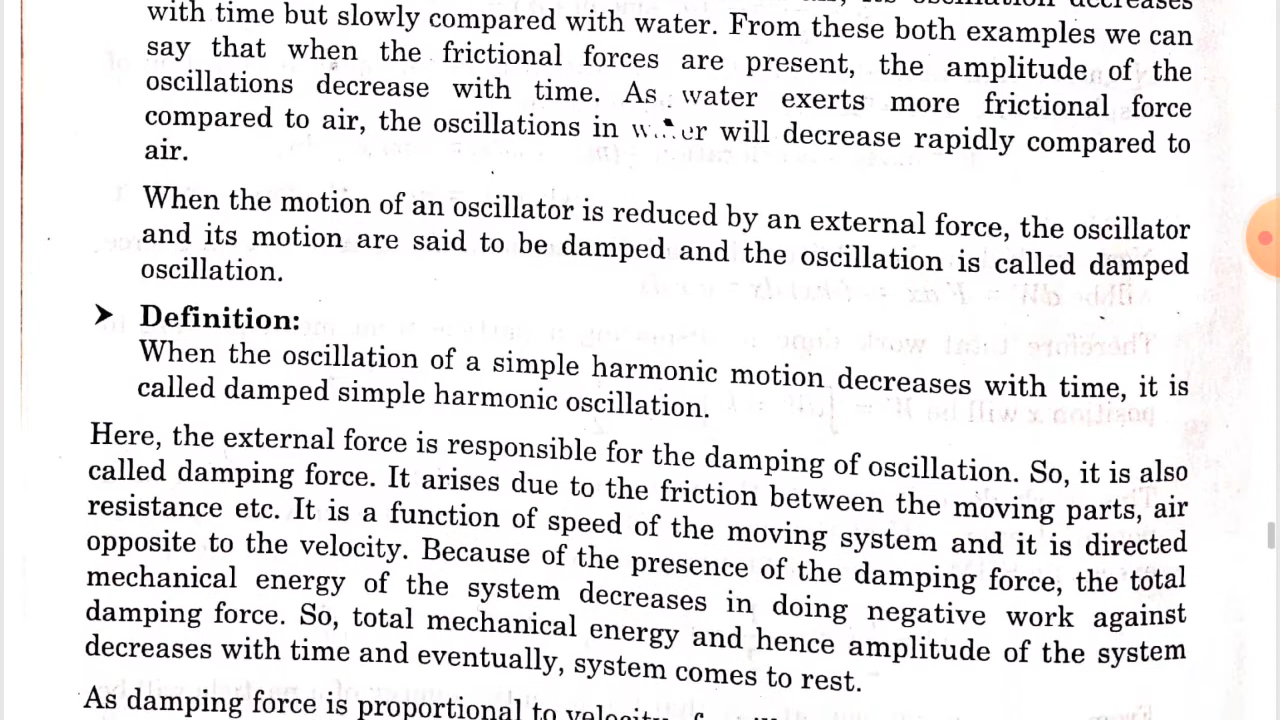 decreases
with time but slowly compared with water. From these both examples we can
say that when the frictional forces are present, the amplitude of the
oscillations decrease with time. As water exerts more frictional force
compared to air, the oscillations in will decrease rapidly compared to
air.
When the motion of an oscillator is reduced by an external force, the oscillator
and its motion are said to be damped and the oscillation is called damped
oscillation.
➤ Definition:
When the oscillation of a simple harmonic motion decreases with time, it is
called damped simple harmonic oscillation.
Here, the external force is responsible for the damping of oscillation. So, it is also
called damping force. It arises due to the friction between the moving parts, air
resistance etc. It is a function of speed of the moving system and it is directed
opposite to the velocity. Because of the presence of the damping force, the total
mechanical energy of the system decreases in doing negative work against
damping force. So, total mechanical energy and hence amplitude of the system
decreases with time and eventually, system comes to rest.
As damping force is proportional to